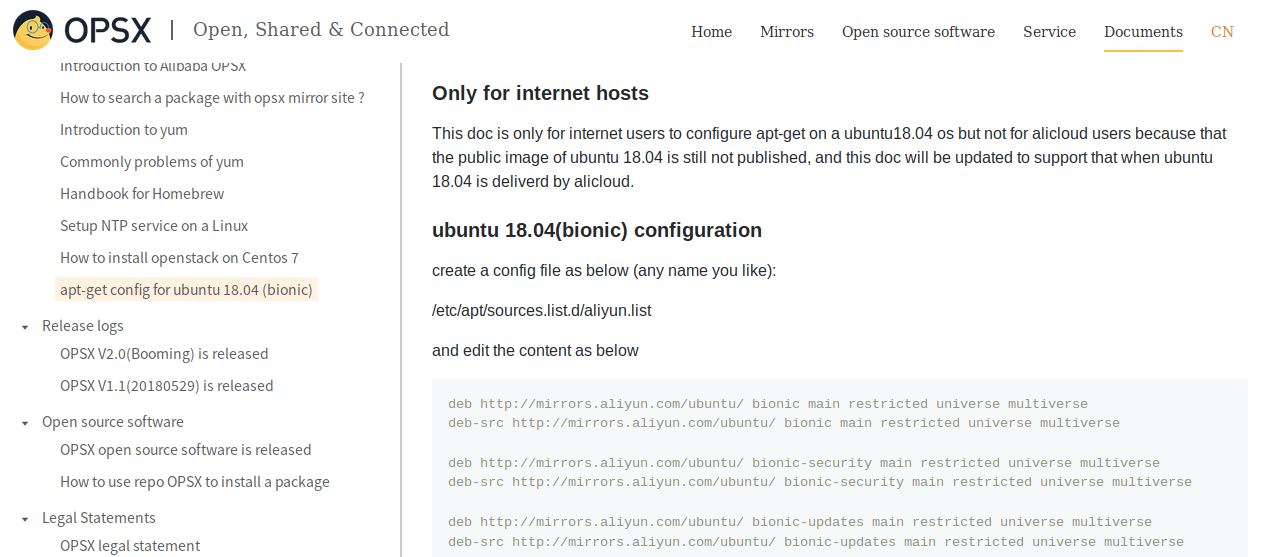 OPSX | Open, Shared & Connected
Home Mirrors Open source software Service Documents CN
Introduction to Alibaba OPSX
How to search a package with opsx mirror site ?
Introduction to yum
Commonly problems of yum
Handbook for Homebrew
Setup NTP service on a Linux
How to install openstack on Centos 7
apt-get config for ubuntu 18.04 (bionic)
Release logs
OPSX V2.0(Booming) is released
OPSX V1.1(20180529) is released
Open source software
OPSX open source software is released
How to use repo OPSX to install a package
Legal Statements
OPSX legal statement
Only for internet hosts
This doc is only for internet users to configure apt-get on a ubuntu18.04 os but not for alicloud users because that
the public image of ubuntu 18.04 is still not published, and this doc will be updated to support that when ubuntu
18.04 is deliverd by alicloud.
ubuntu 18.04(bionic) configuration
create a config file as below (any name you like):
/etc/apt/sources.list.d/aliyun.list
and edit the content as below
deb http://mirrors.aliyun.com/ubuntu/ bionic main restricted universe multiverse
deb-src http://mirrors.aliyun.com/ubuntu/ bionic main restricted universe multiverse
deb http://mirrors.aliyun.com/ubuntu/ bionic-security main restricted universe multiverse
deb-src http://mirrors.aliyun.com/ubuntu/ bionic-security main restricted universe multiverse
deb http://mirrors.aliyun.com/ubuntu/ bionic-updates main restricted universe multiverse
deb-src http://mirrors.aliyun.com/ubuntu/ bionic-updates main restricted universe multiverse